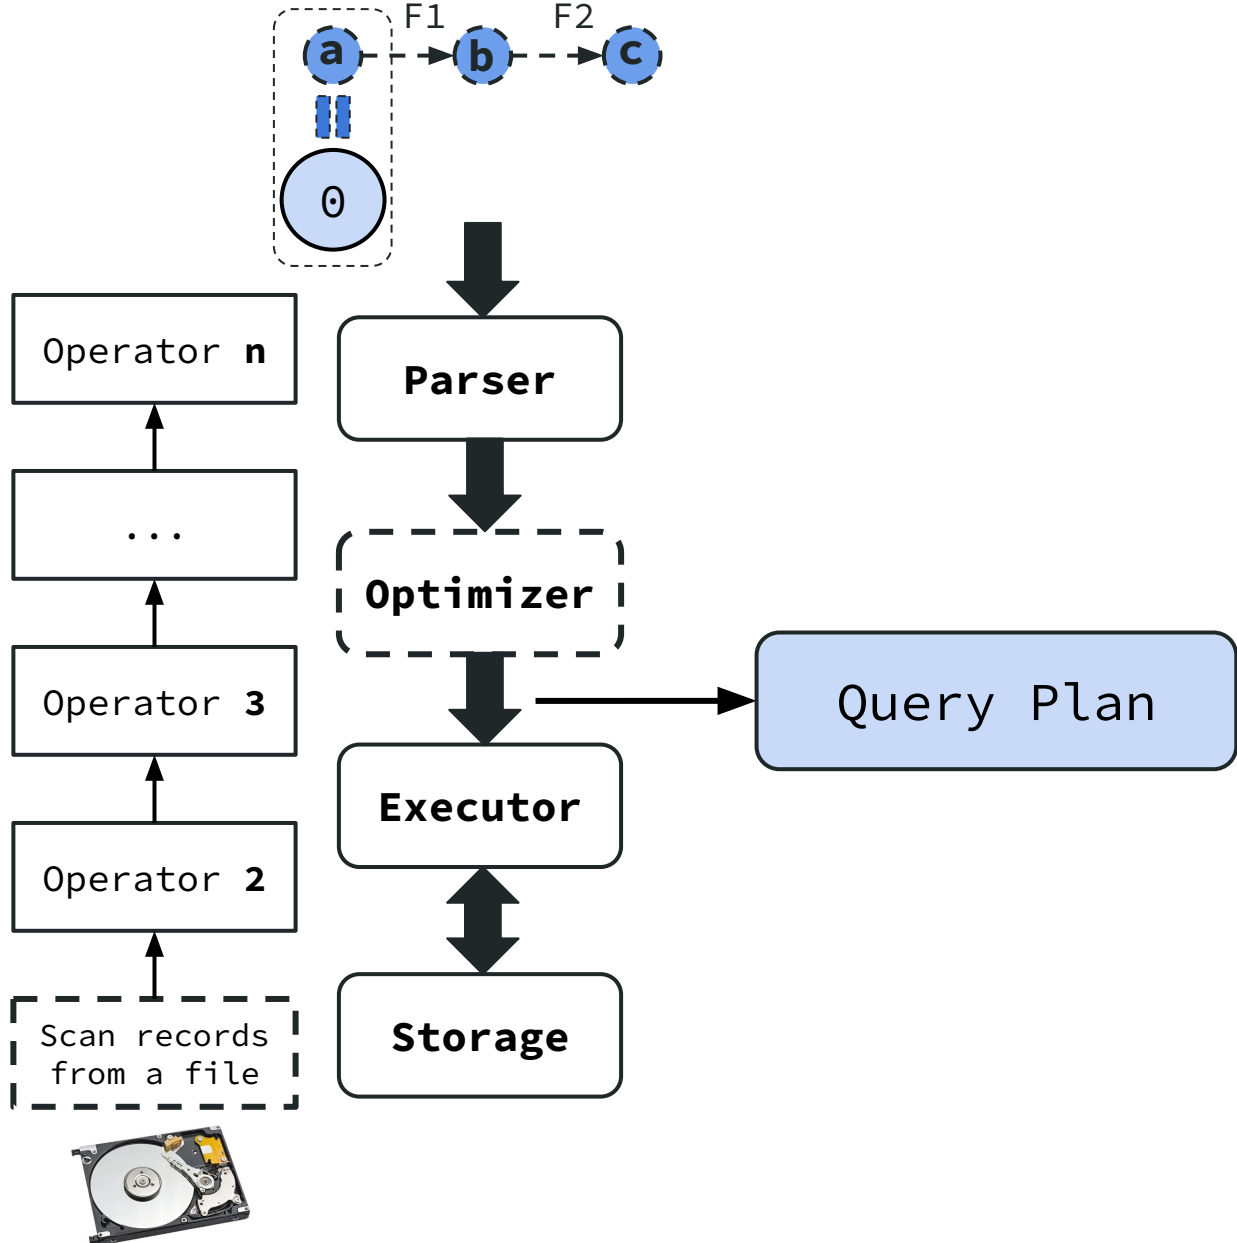 F1 F2
a b c
0
Operator n
...
Operator 3
Operator 2
Scan records
from a file
Parser
Optimizer
Executor
Storage
Query Plan